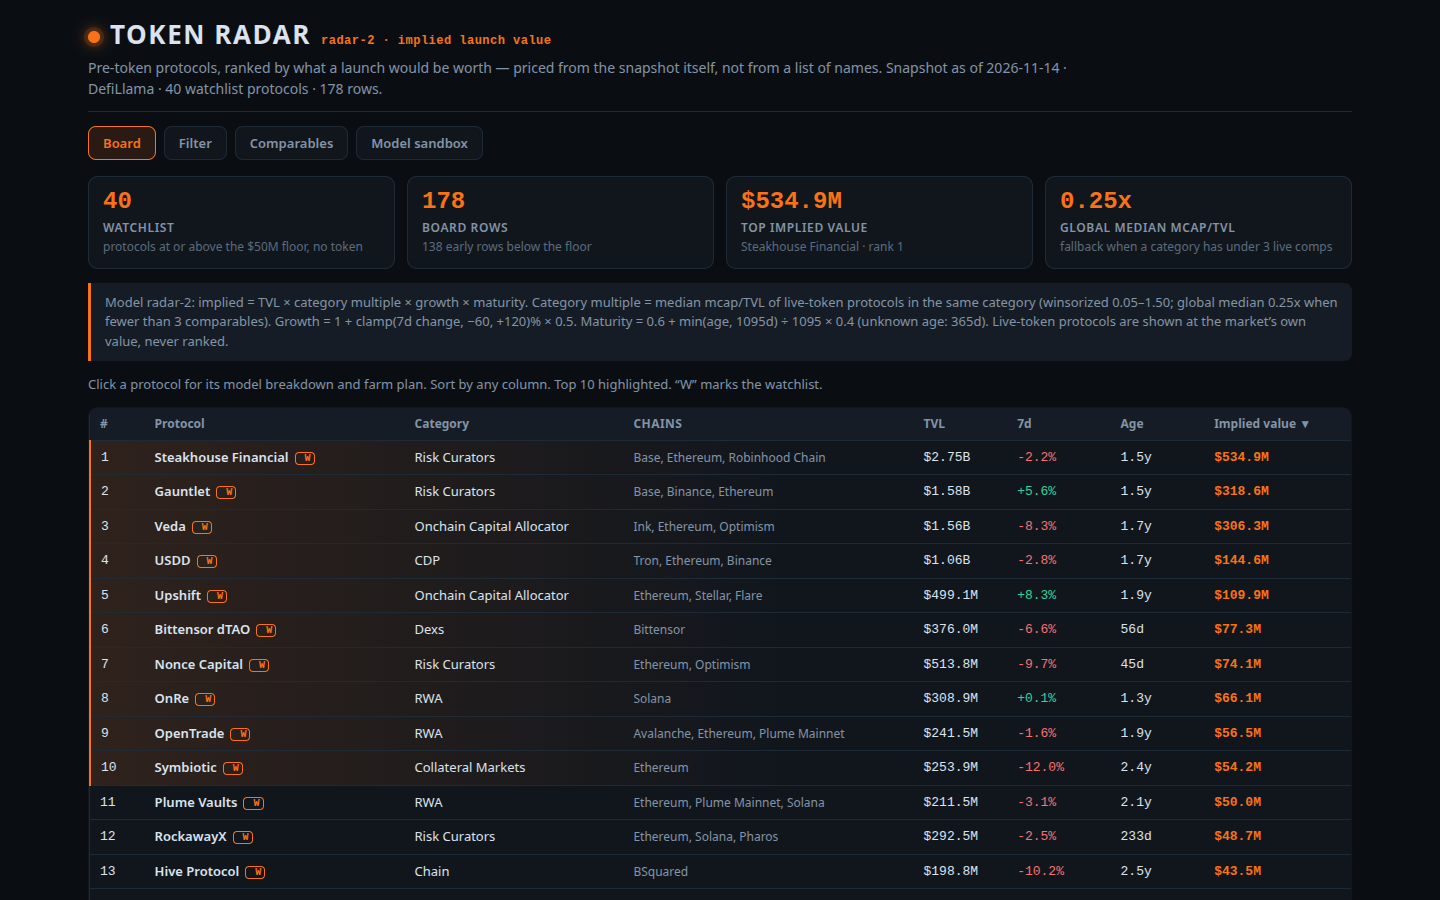 TOKEN RADAR radar-2 · implied launch value
Pre-token protocols, ranked by what a launch would be worth — priced from the snapshot itself, not from a list of names. Snapshot as of 2026-11-14 ·
DefiLlama · 40 watchlist protocols · 178 rows.
Board Filter Comparables Model sandbox
40 178 $534.9M 0.25x
WATCHLIST BOARD ROWS TOP IMPLIED VALUE GLOBAL MEDIAN MCAP/TVL
protocols at or above the $50M floor, no token 138 early rows below the floor Steakhouse Financial · rank 1 fallback when a category has under 3 live comps
Model radar-2: implied = TVL × category multiple × growth × maturity. Category multiple = median mcap/TVL of live-token protocols in the same category (winsorized 0.05–1.50; global median 0.25x when
fewer than 3 comparables). Growth = 1 + clamp(7d change, −60, +120)% × 0.5. Maturity = 0.6 + min(age, 1095d) ÷ 1095 × 0.4 (unknown age: 365d). Live-token protocols are shown at the market's own
value, never ranked.
Click a protocol for its model breakdown and farm plan. Sort by any column. Top 10 highlighted. “W” marks the watchlist.
# Protocol Category CHAINS TVL 7d Age Implied value ▼
1 Steakhouse Financial W Risk Curators Base, Ethereum, Robinhood Chain $2.75B -2.2% 1.5y $534.9M
2 Gauntlet W Risk Curators Base, Binance, Ethereum $1.58B +5.6% 1.5y $318.6M
3 Veda W Onchain Capital Allocator Ink, Ethereum, Optimism $1.56B -8.3% 1.7y $306.3M
4 USDD W CDP Tron, Ethereum, Binance $1.06B -2.8% 1.7y $144.6M
5 Upshift W Onchain Capital Allocator Ethereum, Stellar, Flare $499.1M +8.3% 1.9y $109.9M
6 Bittensor dTAO W Dexs Bittensor $376.0M -6.6% 56d $77.3M
7 Nonce Capital W Risk Curators Ethereum, Optimism $513.8M -9.7% 45d $74.1M
8 OnRe W RWA Solana $308.9M +0.1% 1.3y $66.1M
9 OpenTrade W RWA Avalanche, Ethereum, Plume Mainnet $241.5M -1.6% 1.9y $56.5M
10 Symbiotic W Collateral Markets Ethereum $253.9M -12.0% 2.4y $54.2M
11 Plume Vaults W RWA Ethereum, Plume Mainnet, Solana $211.5M -3.1% 2.1y $50.0M
12 RockawayX W Risk Curators Ethereum, Solana, Pharos $292.5M -2.5% 233d $48.7M
13 Hive Protocol W Chain BSquared $198.8M -10.2% 2.5y $43.5M